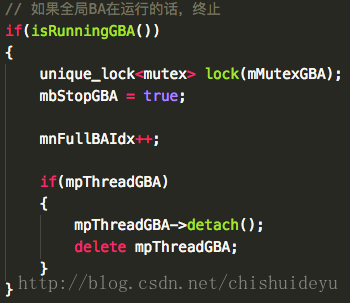 // 如果全局BA在运行的话，终止
if(isRunningGBA())
{
unique_lock<mutex> lock(mMutexGBA);
mbStopGBA = true;
mnFullBAIdx++;
if(mpThreadGBA)
{
mpThreadGBA->detach();
delete mpThreadGBA;
}
}
http://blog.csdn.net/chishuideyu